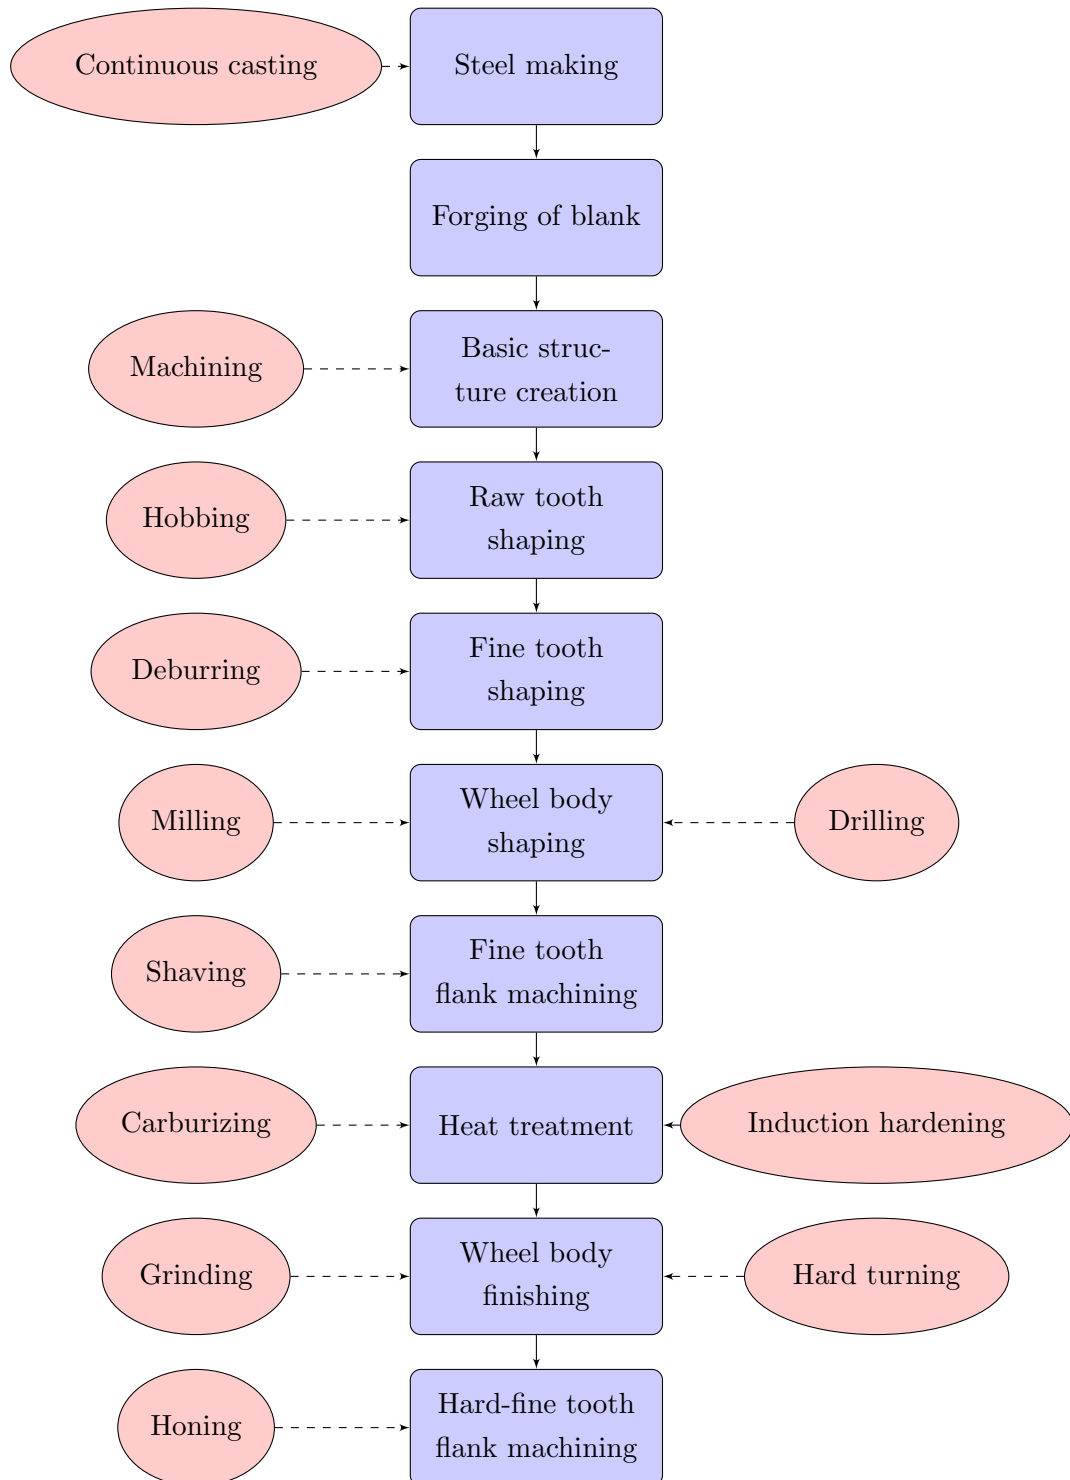 Continuous casting
Steel making
Forging of blank
Machining
Basic struc-
ture creation
Hobbing
Raw tooth
shaping
Deburring
Fine tooth
shaping
Milling
Wheel body
shaping
Drilling
Shaving
Fine tooth
flank machining
Carburizing
Heat treatment
Induction hardening
Grinding
Wheel body
finishing
Hard turning
Honing
Hard-fine tooth
flank machining